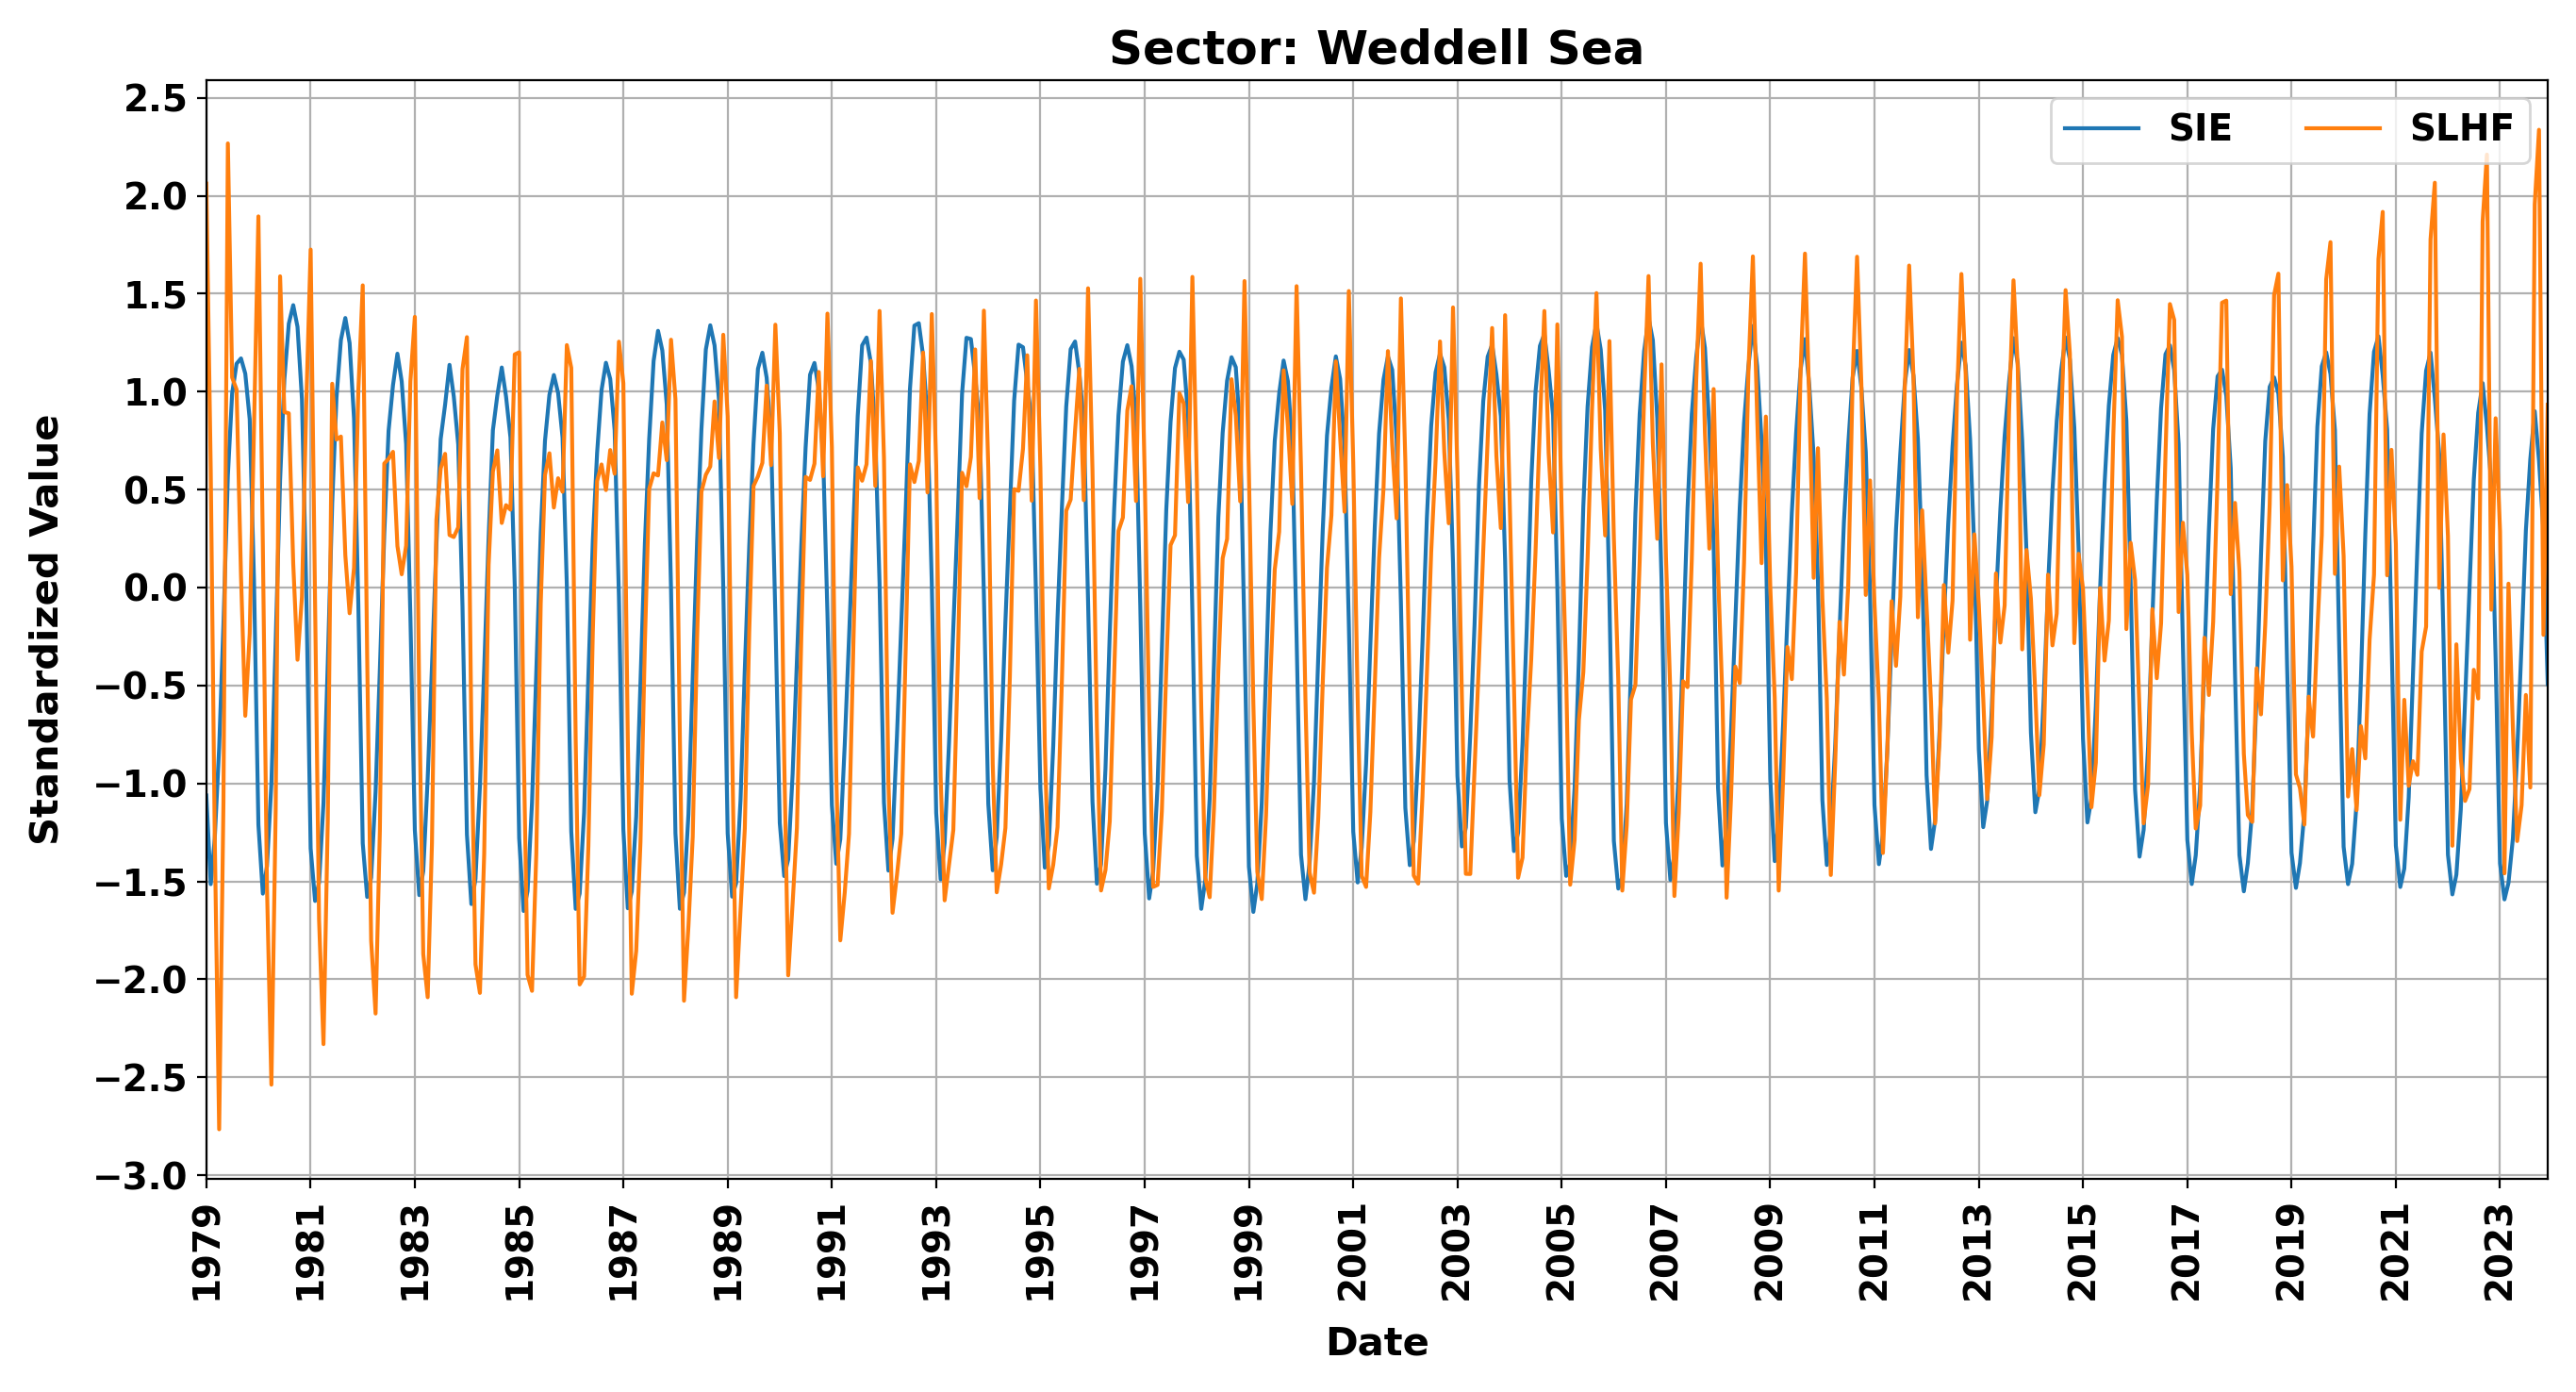 Sector: Weddell Sea
SIE SLHF
Standardized Value
2.5
2.0
1.5
1.0
0.5
0.0
−0.5
−1.0
−1.5
−2.0
−2.5
−3.0
1979 1981 1983 1985 1987 1989 1991 1993 1995 1997 1999 2001 2003 2005 2007 2009 2011 2013 2015 2017 2019 2021 2023
Date